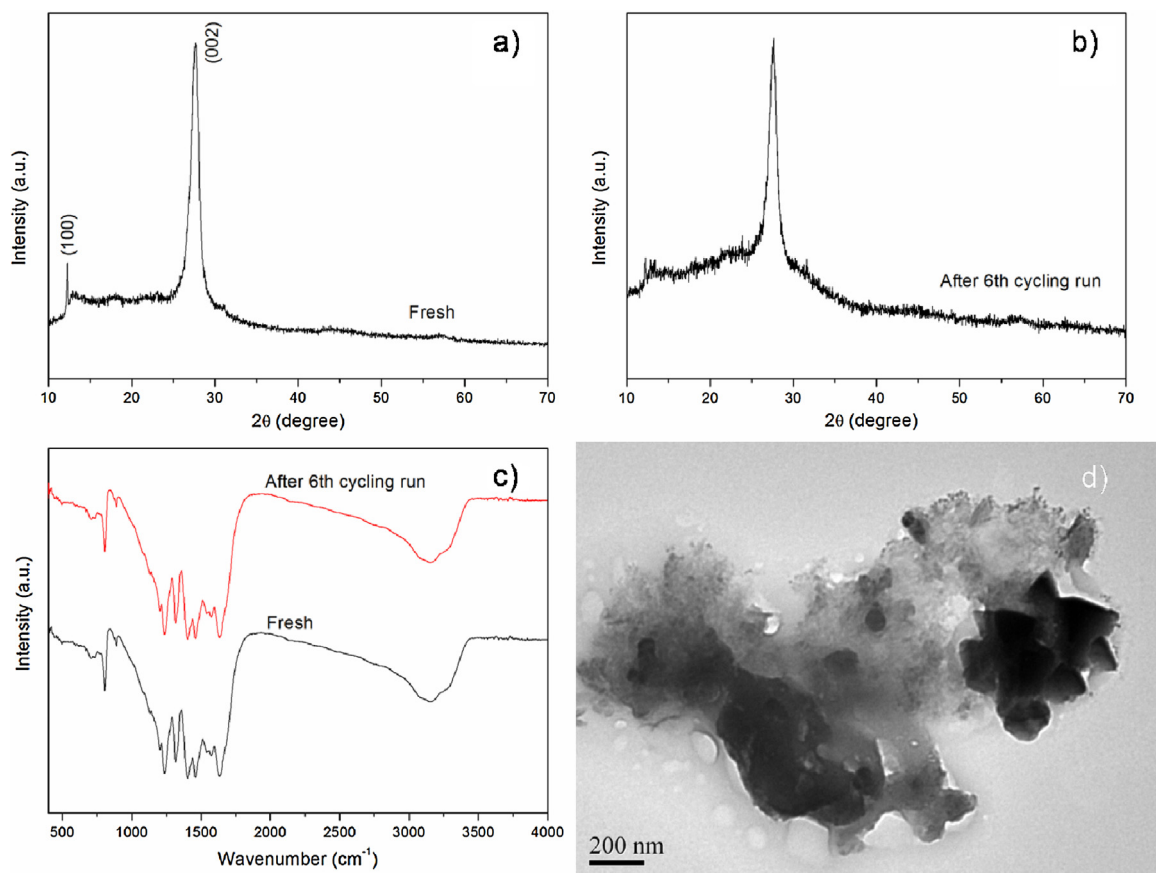 a)
(100)
(002)
Fresh
Intensity (a.u.)
10 20 30 40 50 60 70
2θ (degree)
b)
After 6th cycling run
Intensity (a.u.)
10 20 30 40 50 60 70
2θ (degree)
c)
After 6th cycling run
Fresh
Intensity (a.u.)
500 1000 1500 2000 2500 3000 3500 4000
Wavenumber (cm⁻¹)
d)
200 nm